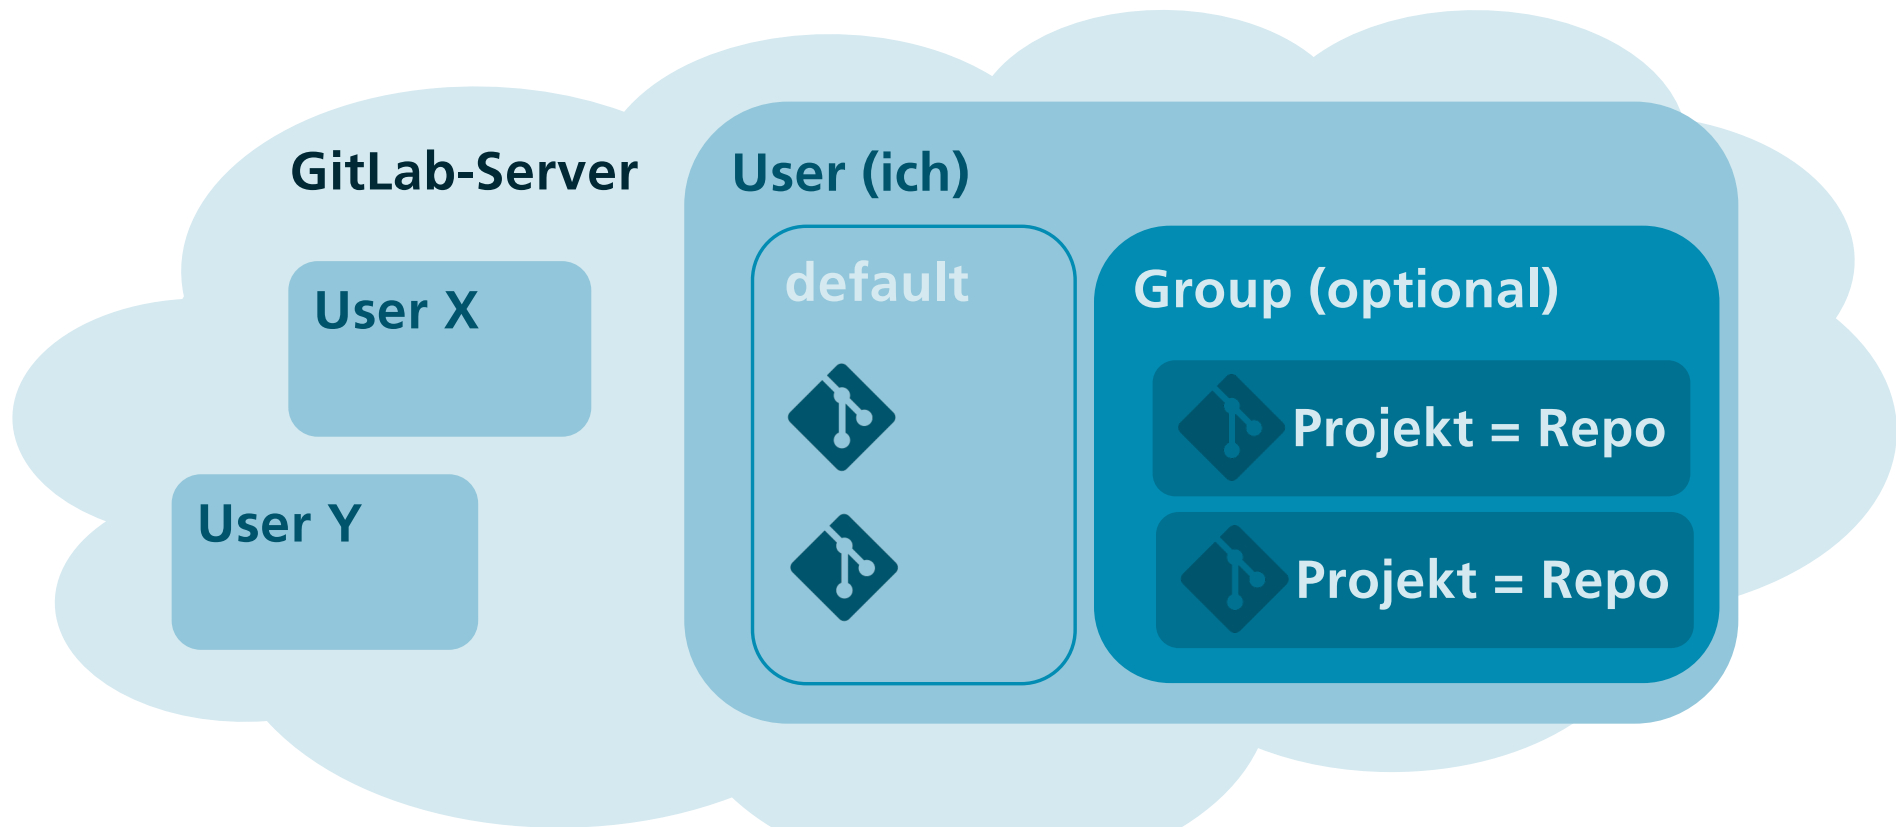 GitLab-Server
User X
User Y
User (ich)
default
Group (optional)
Projekt = Repo
Projekt = Repo